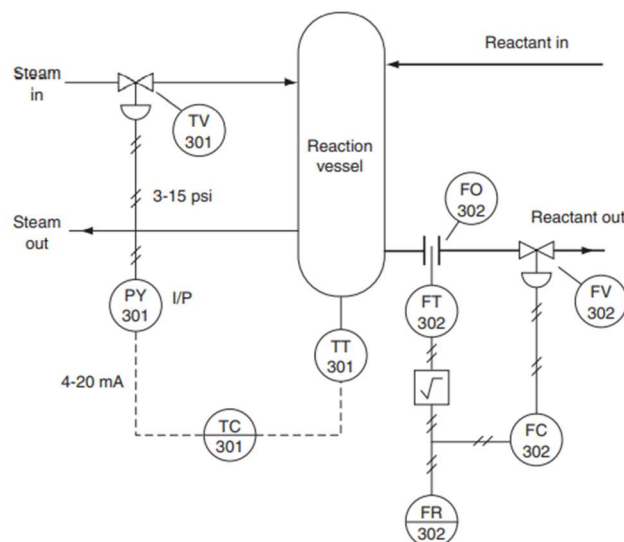 Reactant in
Steam
in
TV
301
Reaction
vessel
FO
302
3-15 psi
Reactant out
Steam
out
PY
301
I/P
FT
302
FV
302
TT
301
4-20 mA
√
TC
301
FC
302
FR
302